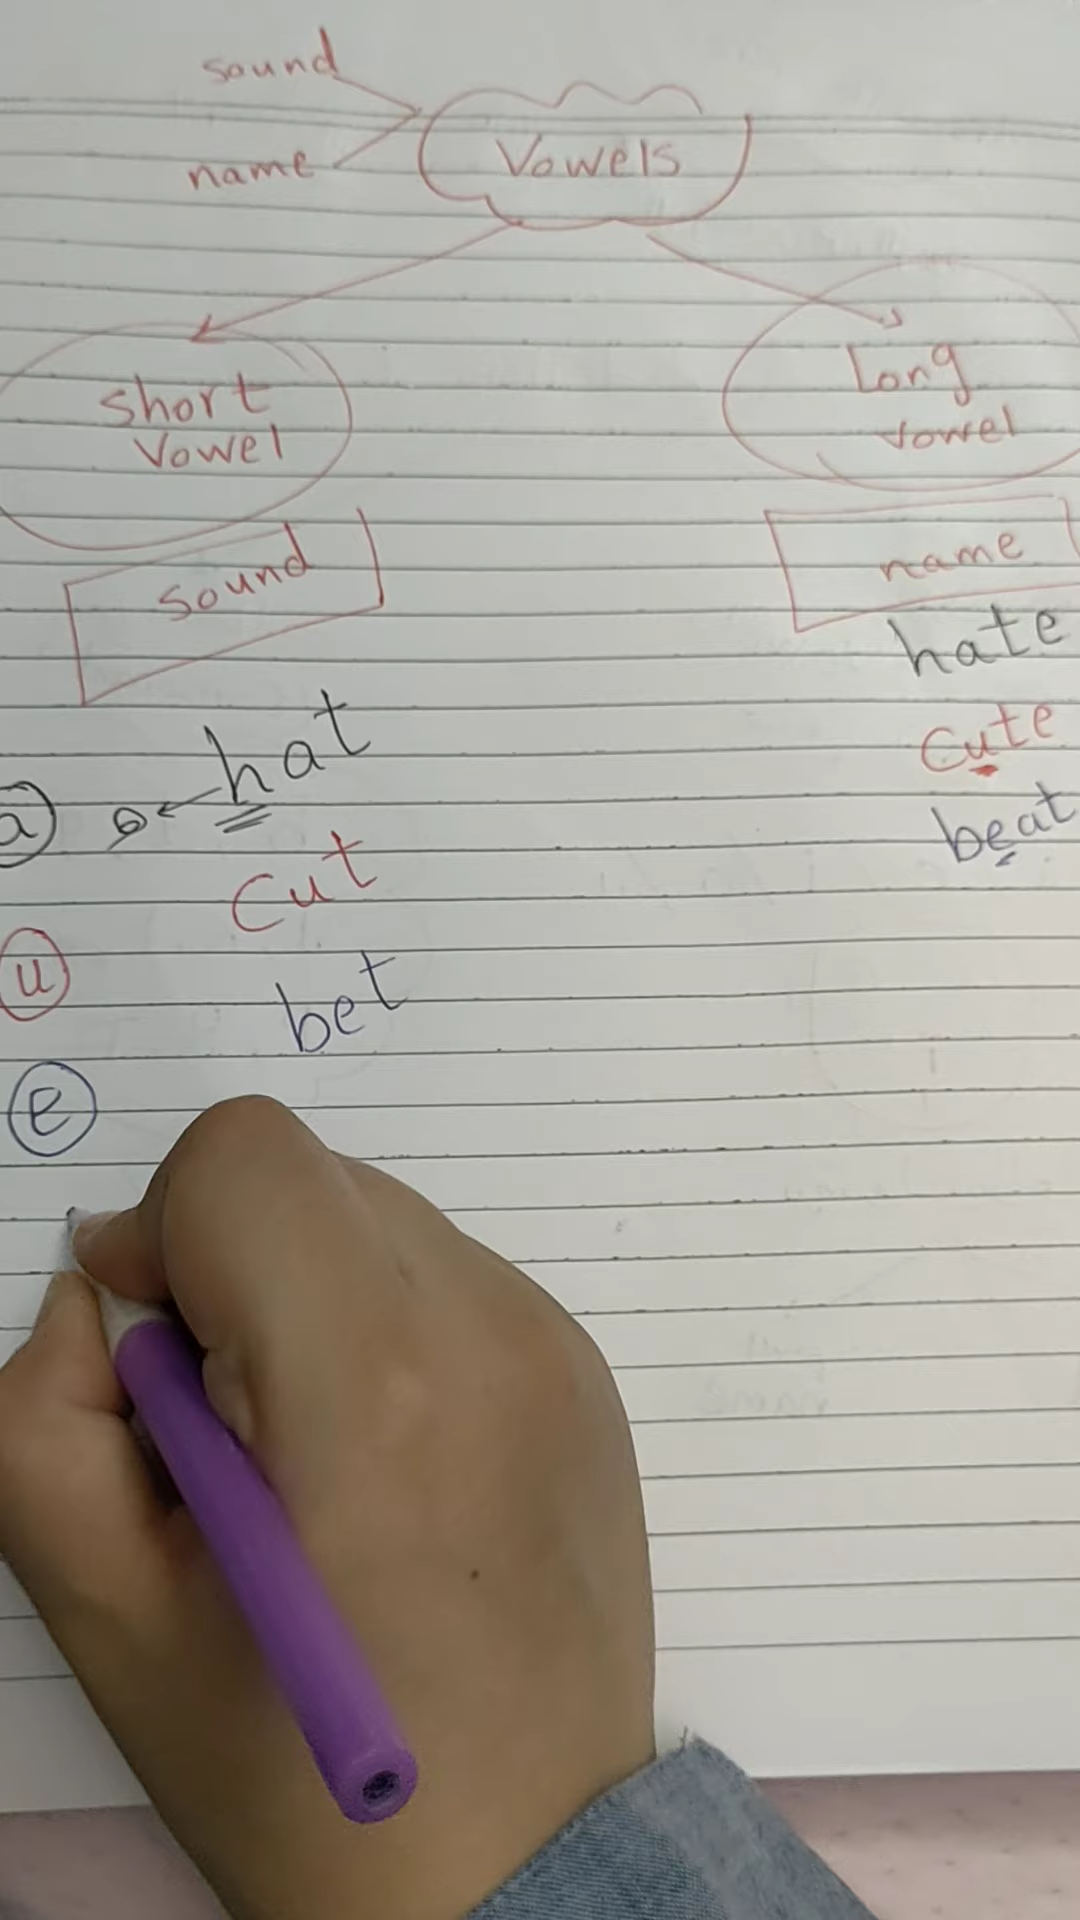 sound
name
Vowels
short
vowel
Long
vowel
sound
name
hate
a
hat
cute
beat
u
cut
bet
e